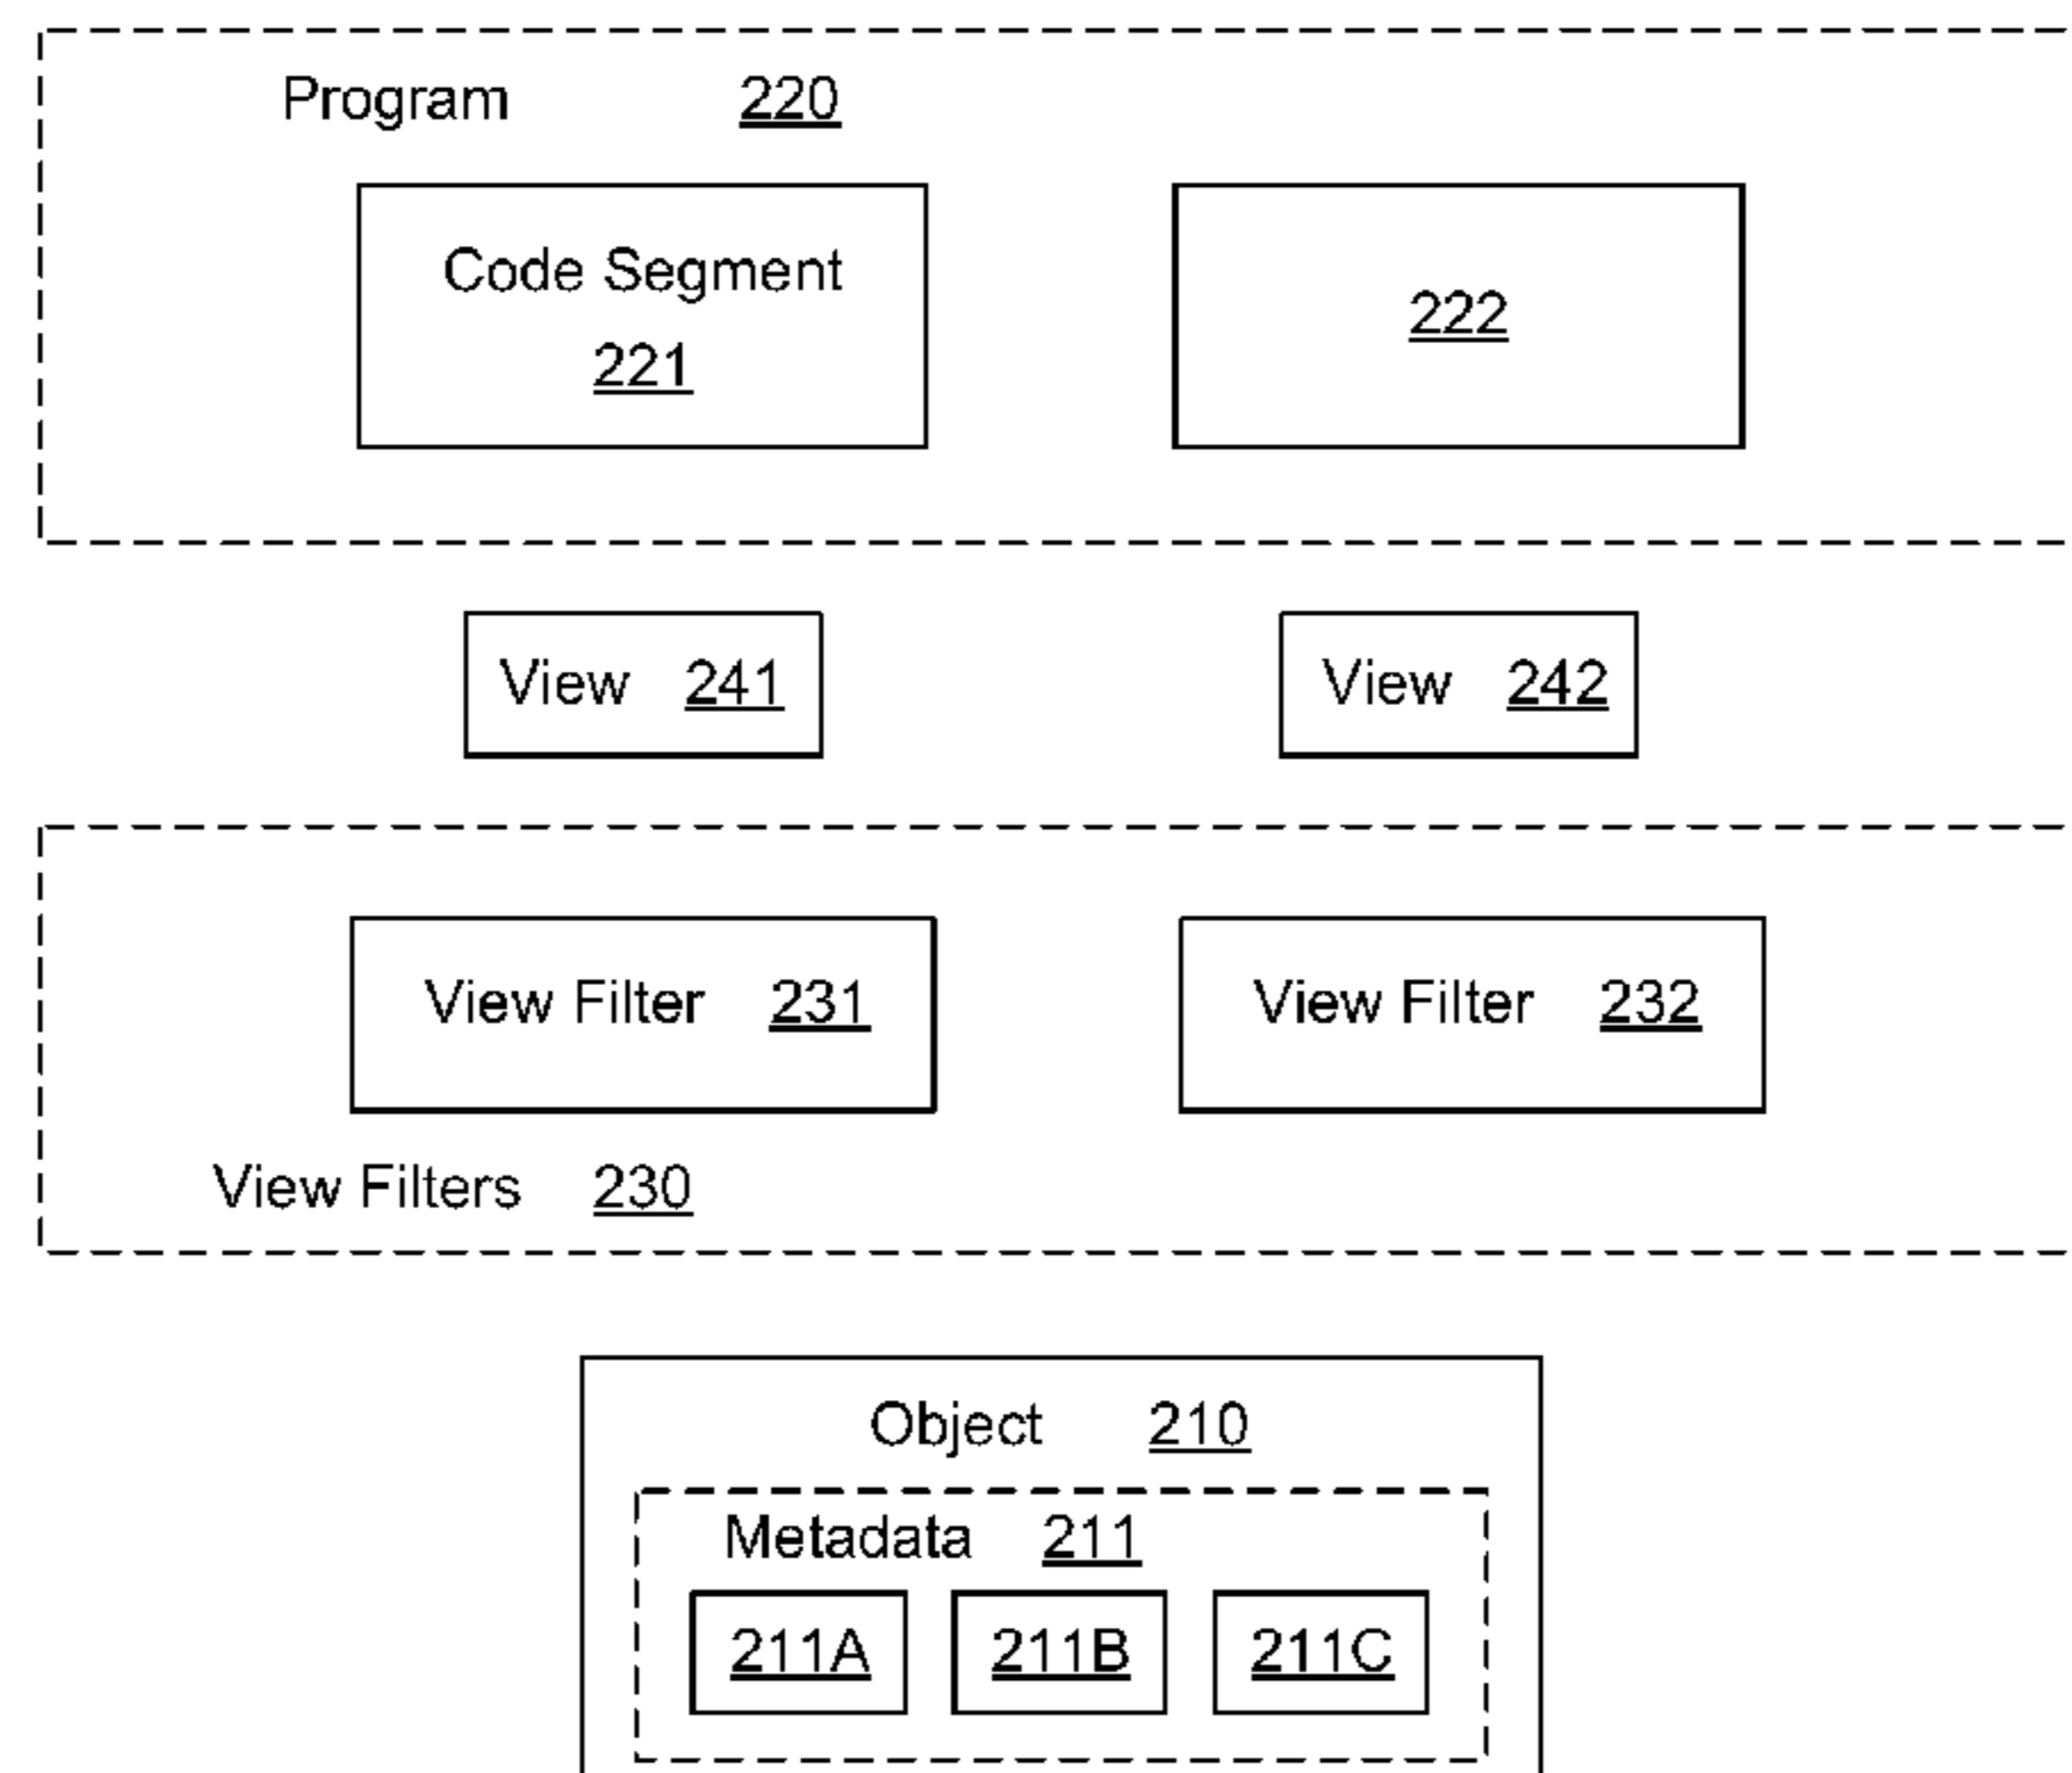 Program 220
Code Segment
221
222
View 241
View 242
View Filter 231
View Filter 232
View Filters 230
Object 210
Metadata 211
211A
211B
211C